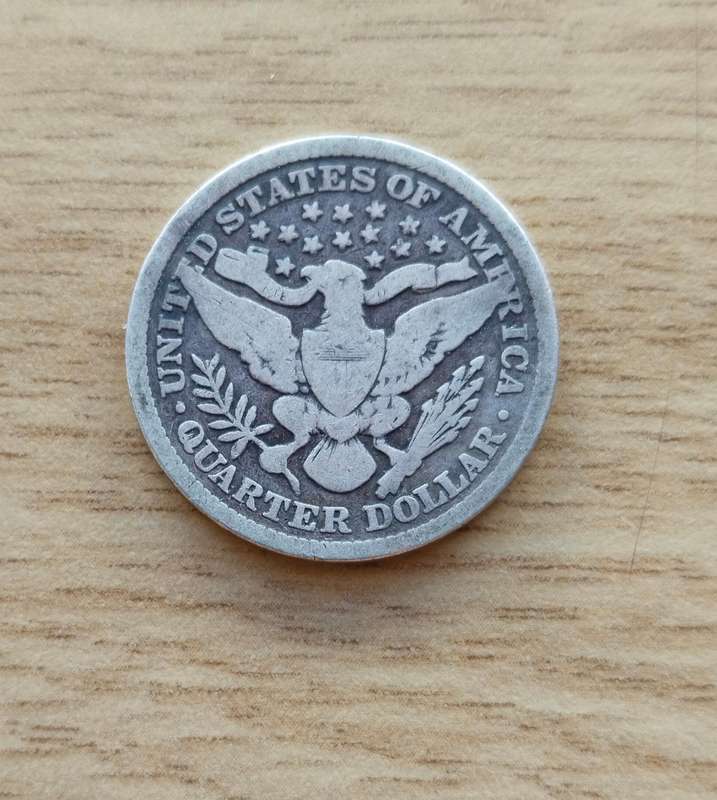 UNITED STATES OF AMERICA
· QUARTER DOLLAR ·